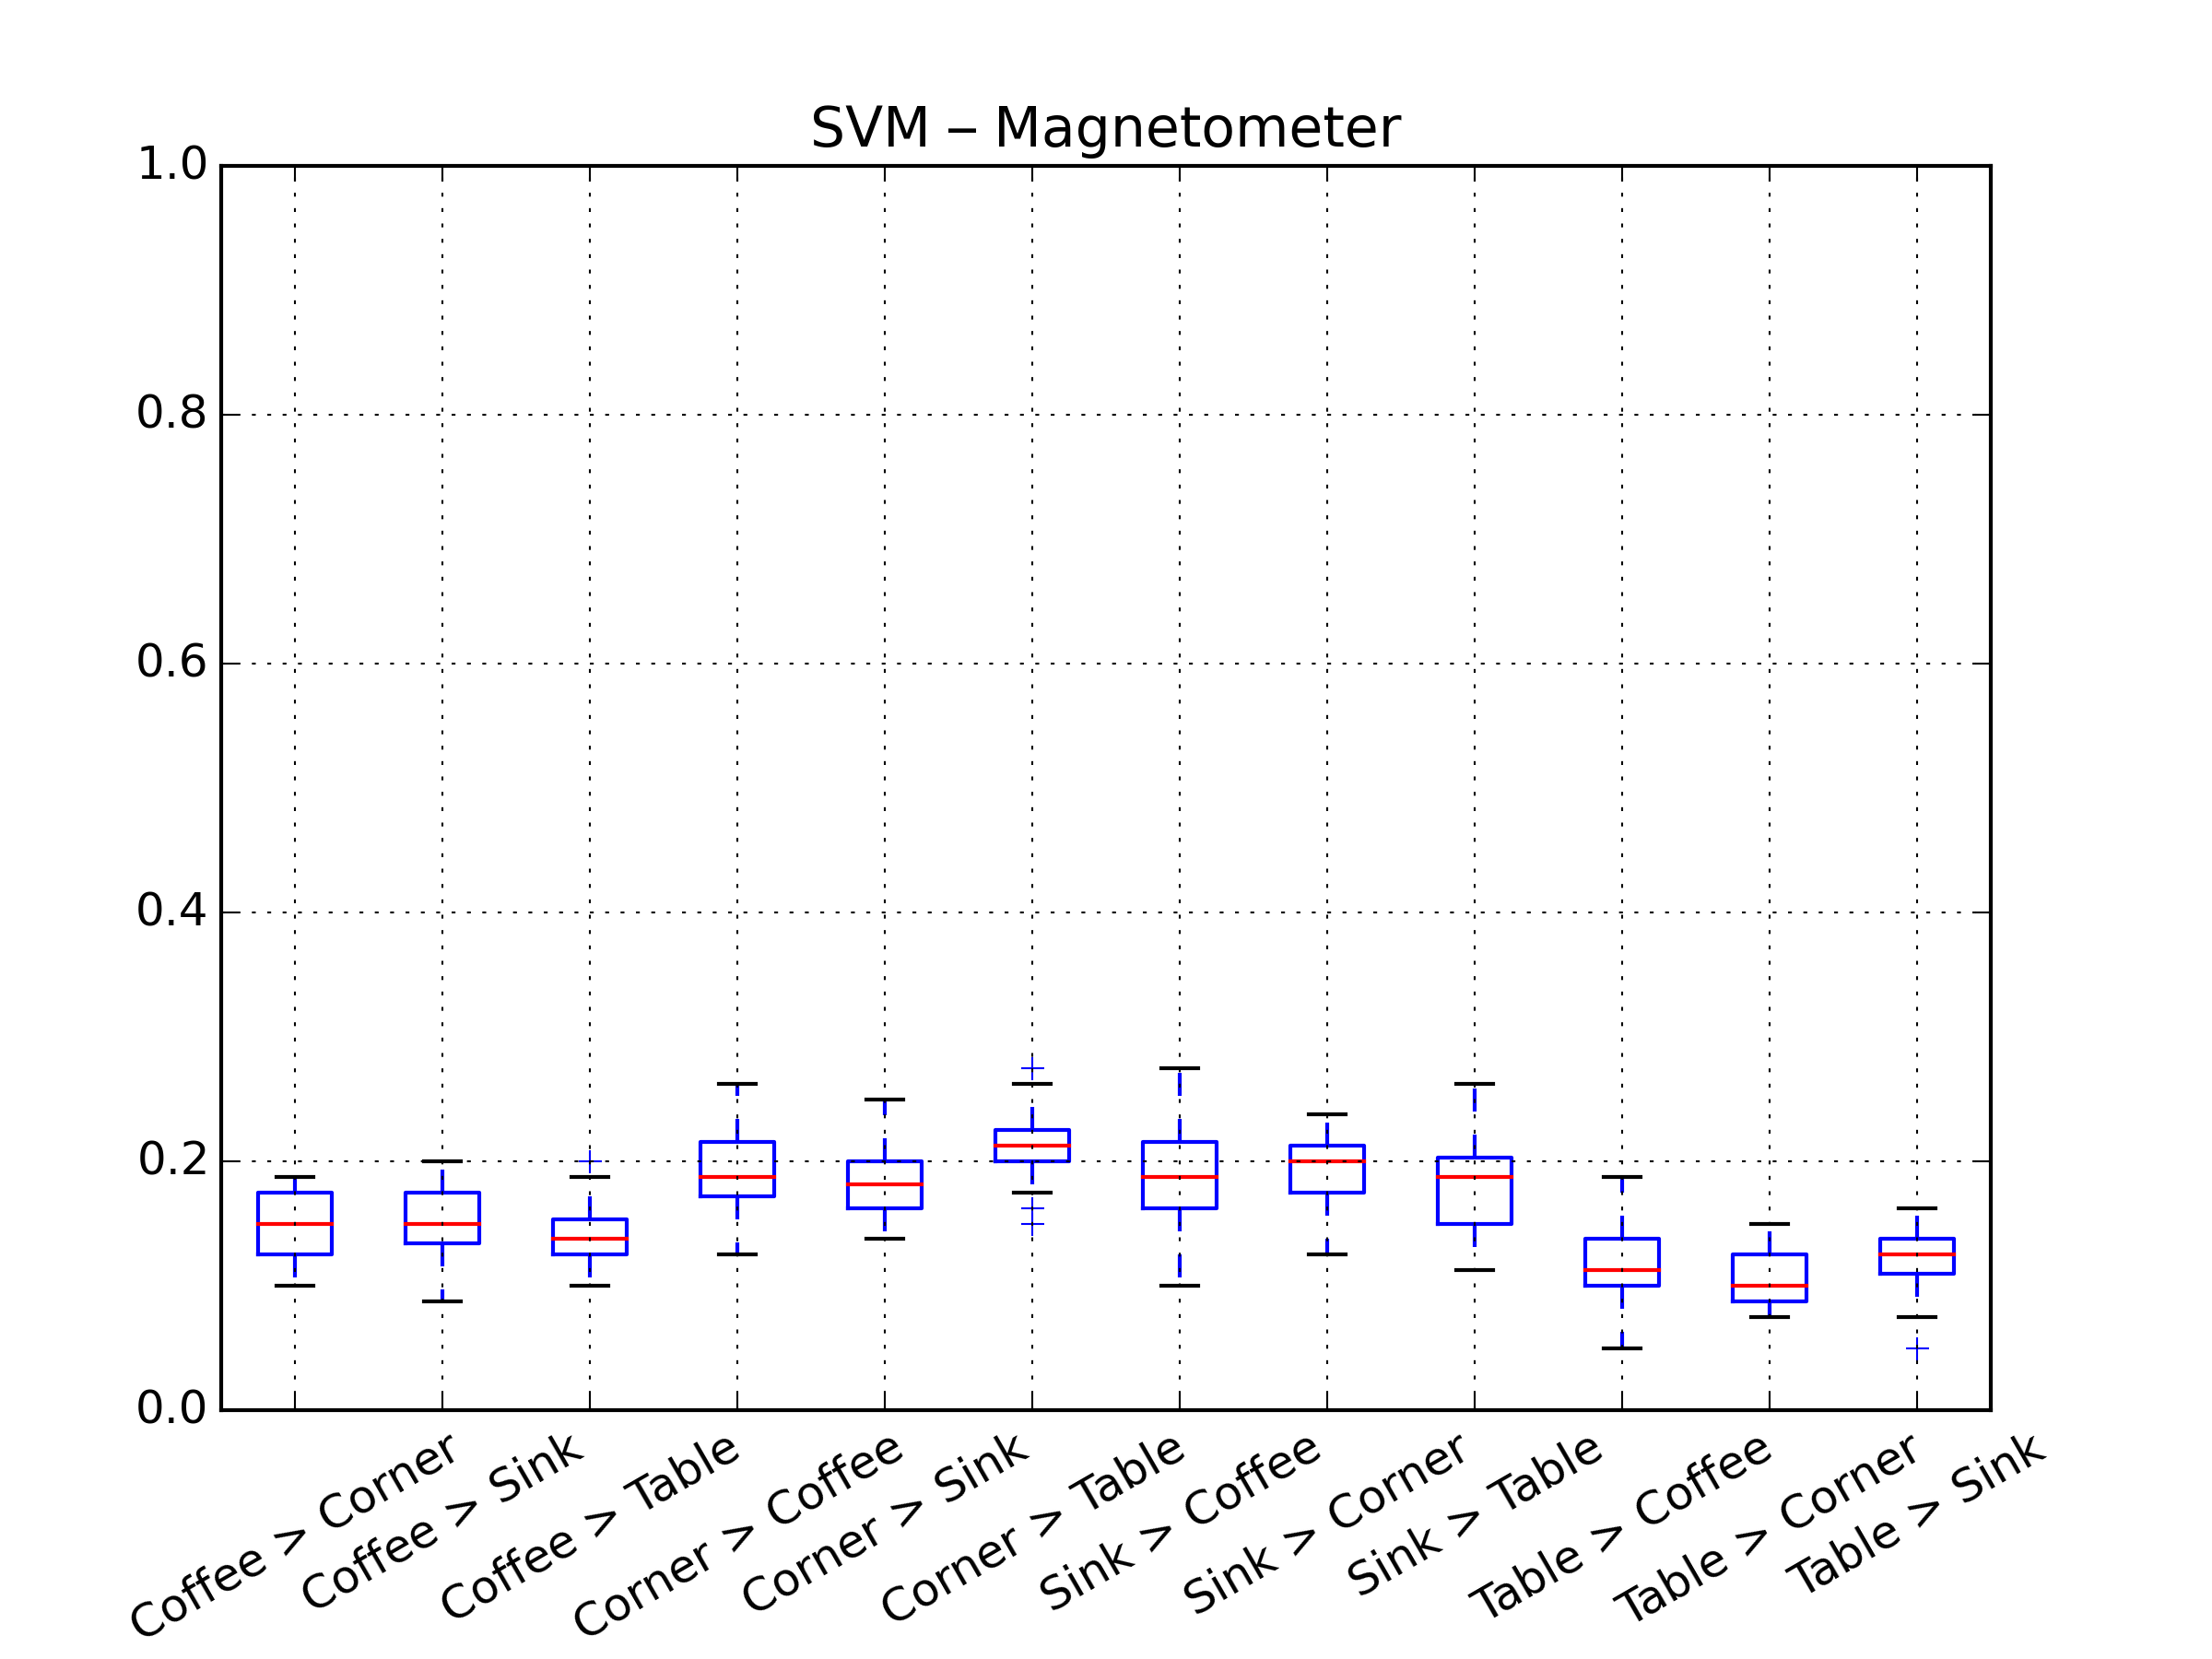 SVM − Magnetometer
1.0
0.8
0.6
0.4
0.2
0.0
Coffee > Corner
Coffee > Sink
Coffee > Table
Corner > Coffee
Corner > Sink
Corner > Table
Sink > Coffee
Sink > Corner
Sink > Table
Table > Coffee
Table > Corner
Table > Sink